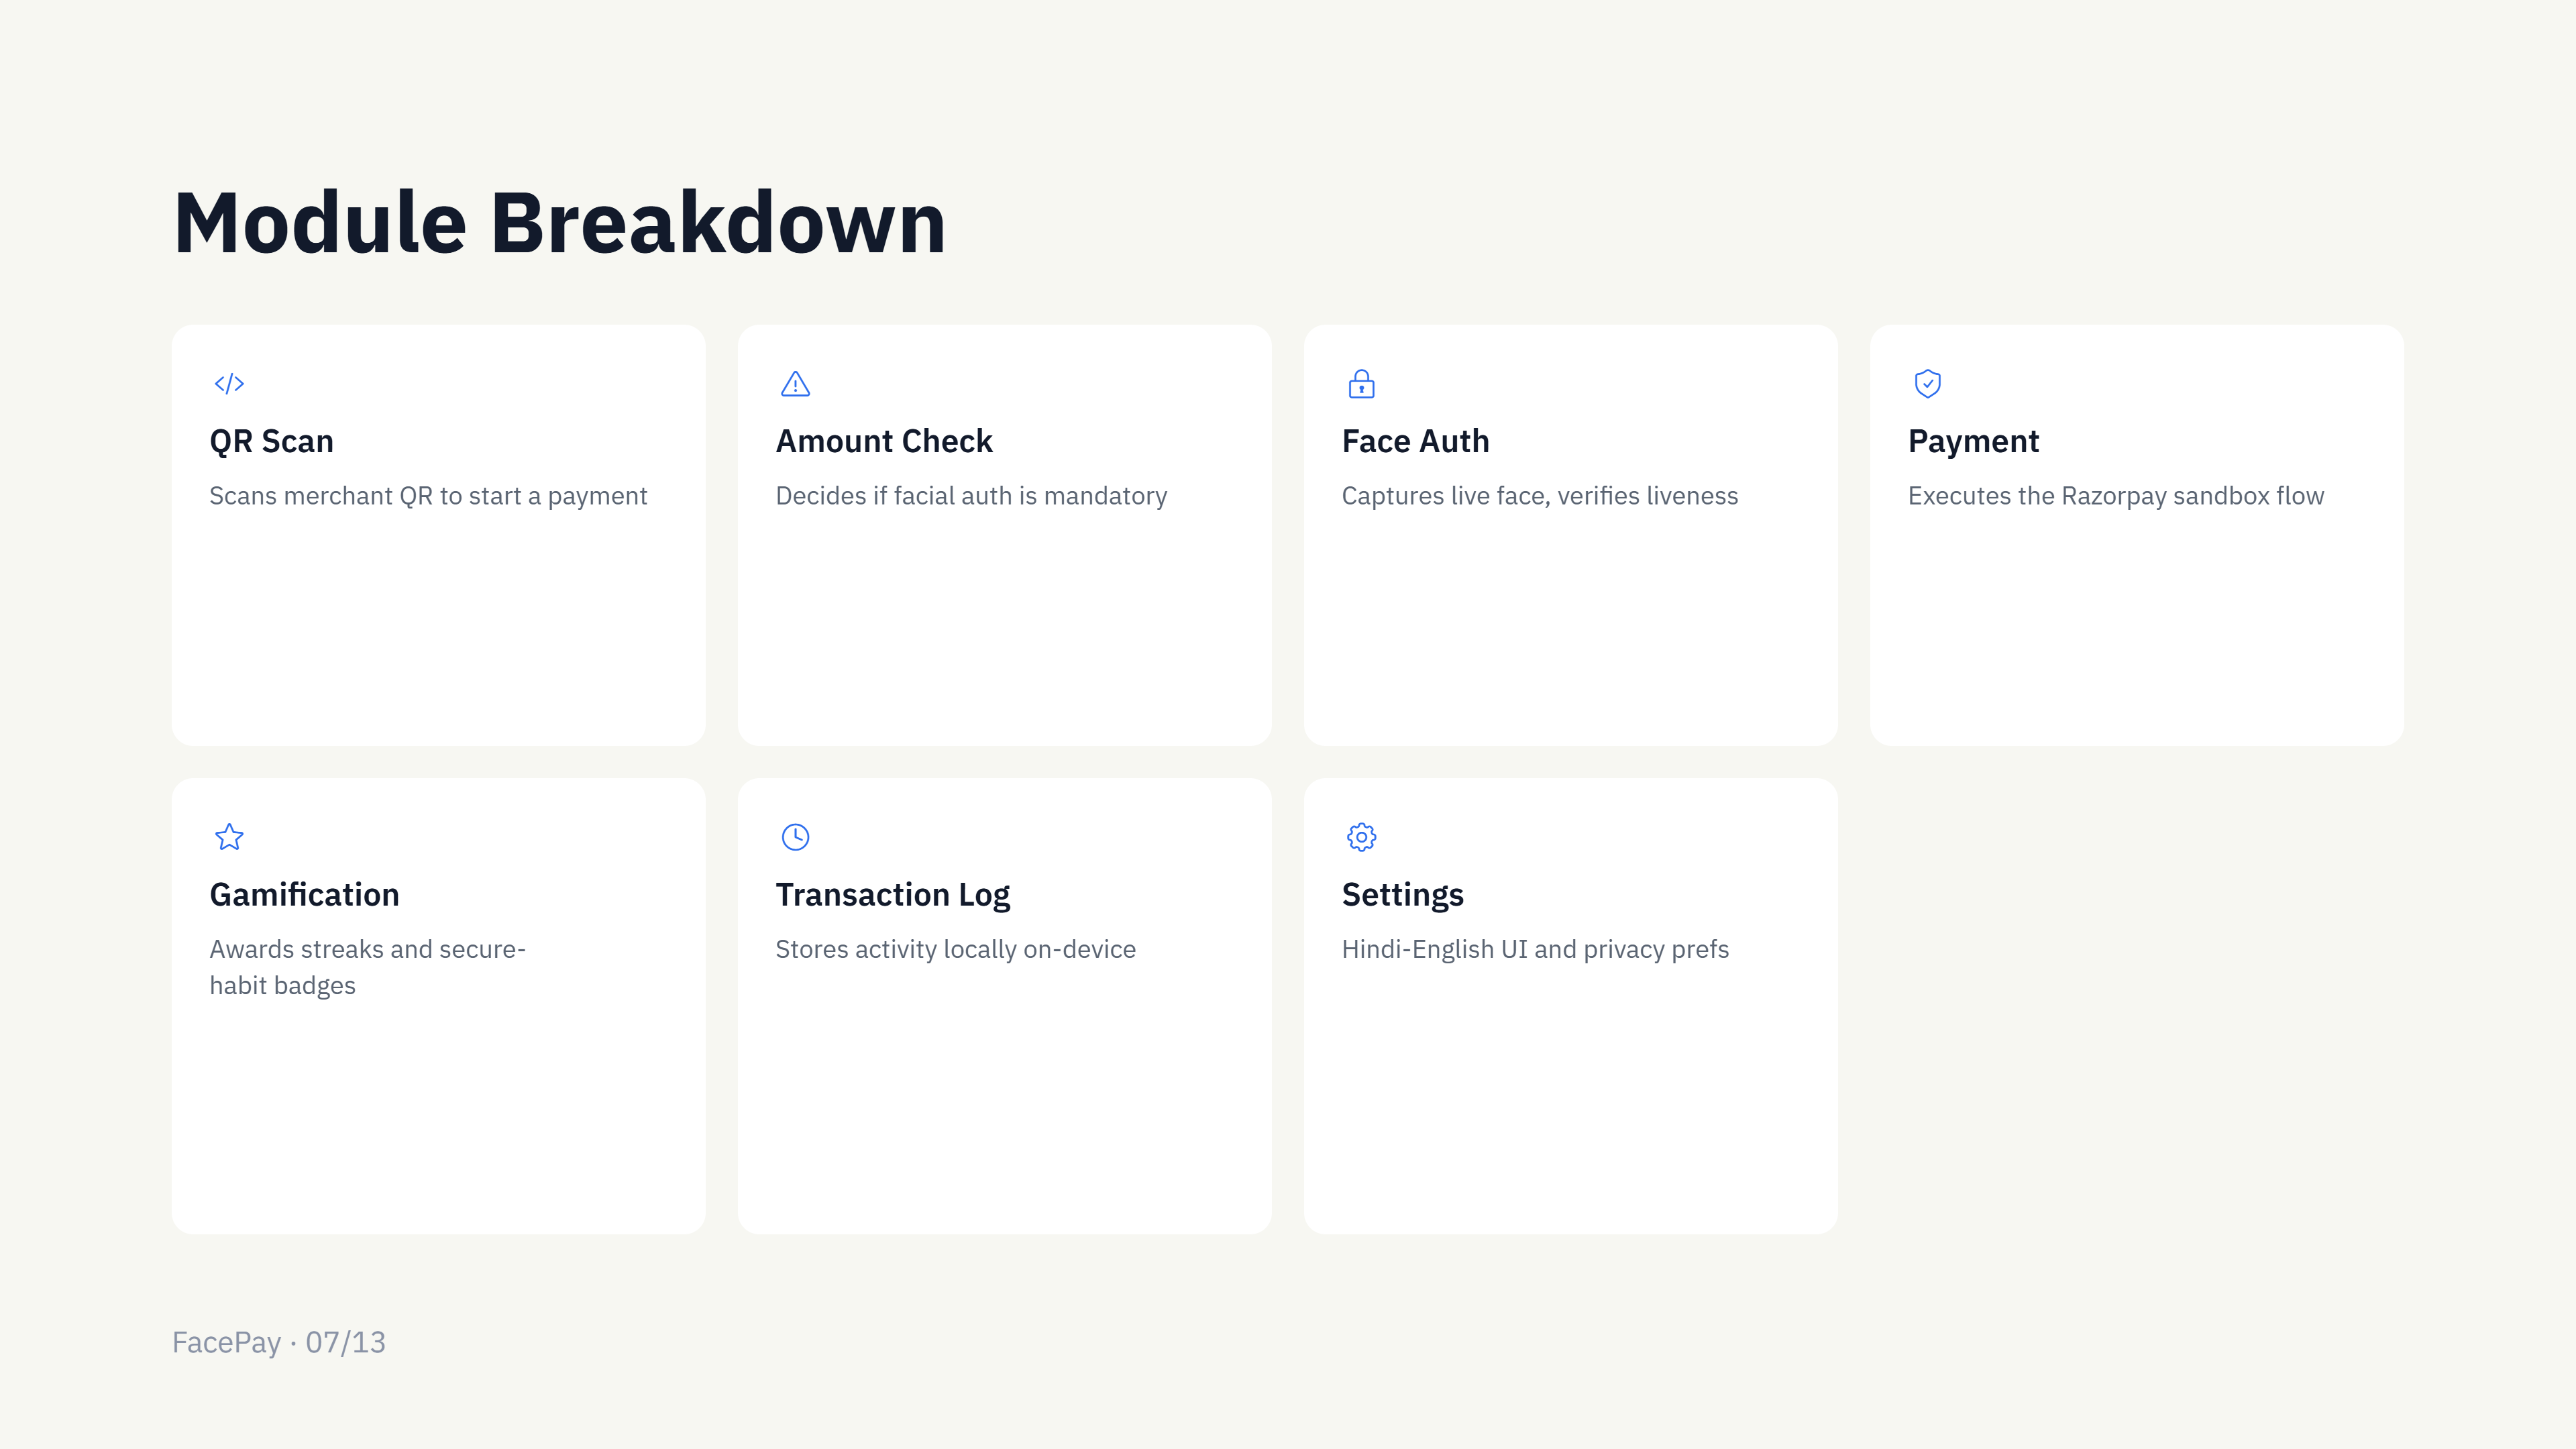 Module Breakdown
QR Scan
Scans merchant QR to start a payment
Amount Check
Decides if facial auth is mandatory
Face Auth
Captures live face, verifies liveness
Payment
Executes the Razorpay sandbox flow
Gamification
Awards streaks and secure-
habit badges
Transaction Log
Stores activity locally on-device
Settings
Hindi-English UI and privacy prefs
FacePay · 07/13